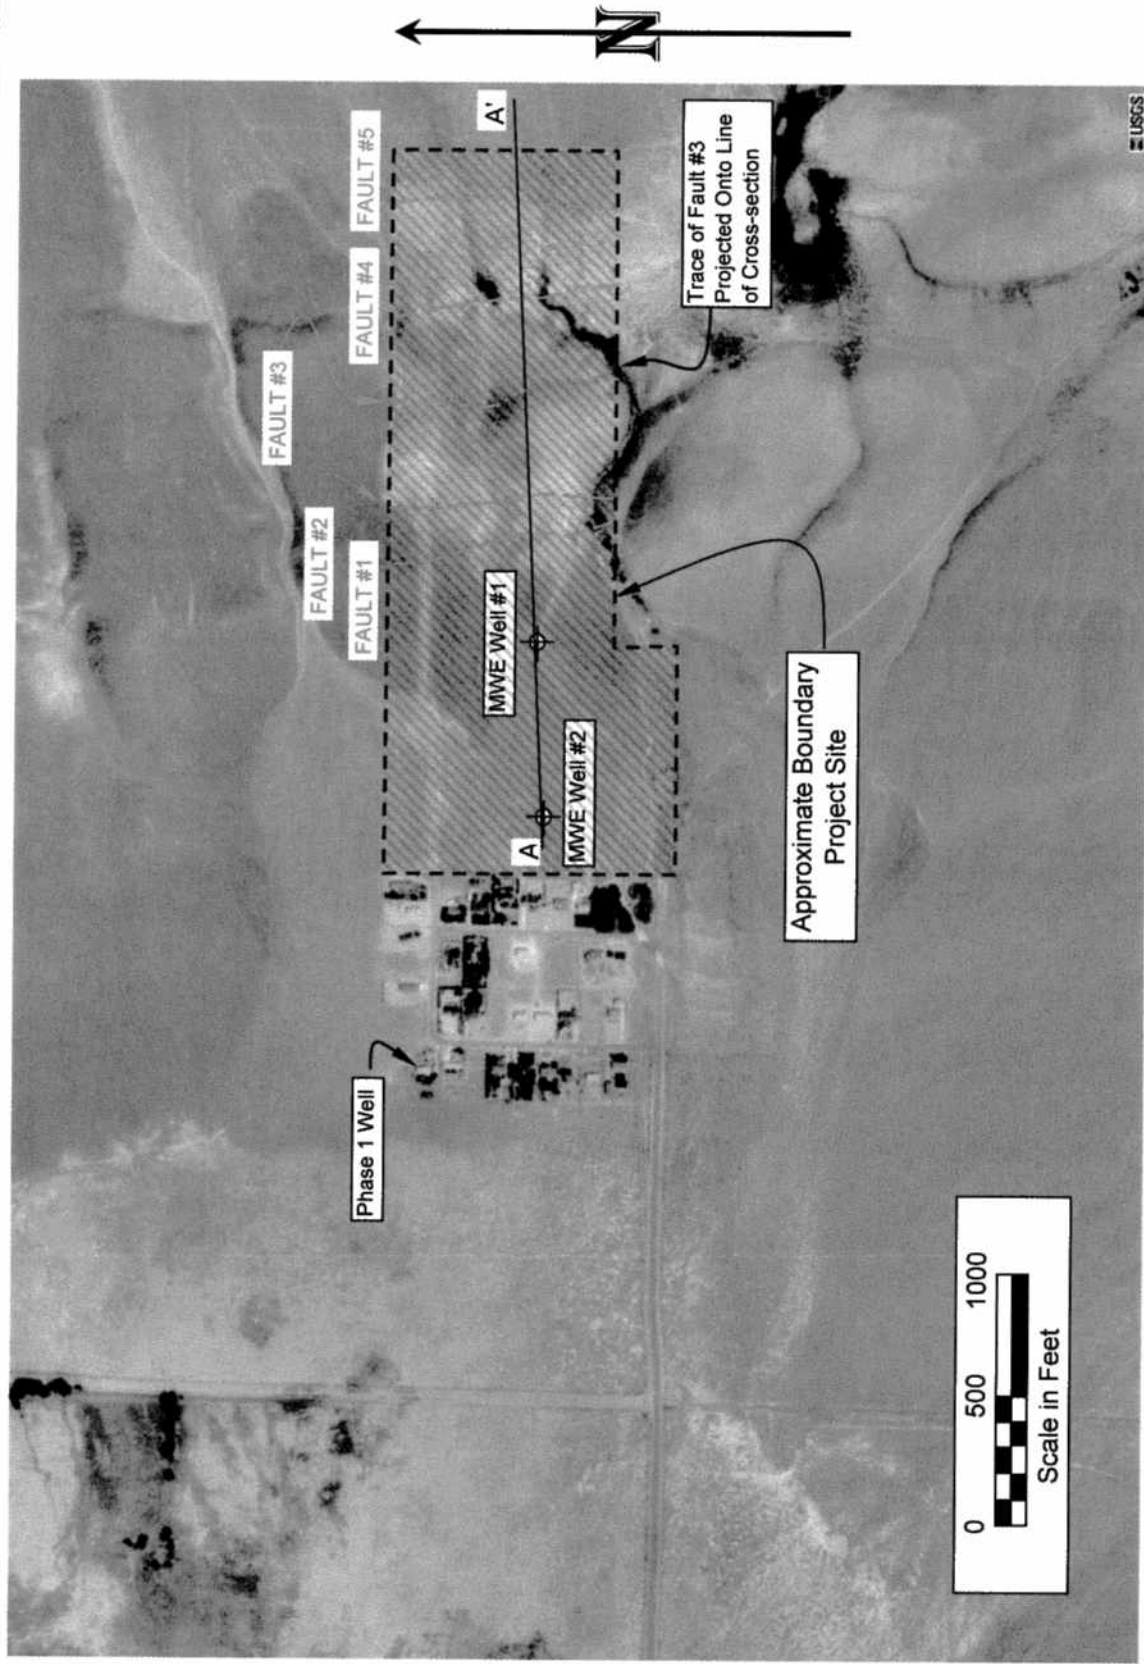 N
FAULT #1
FAULT #2
FAULT #3
FAULT #4
FAULT #5
A
A'
MWE Well #1
MWE Well #2
Phase 1 Well
Trace of Fault #3
Projected Onto Line
of Cross-section
Approximate Boundary
Project Site
0 500 1000
Scale in Feet
USGS